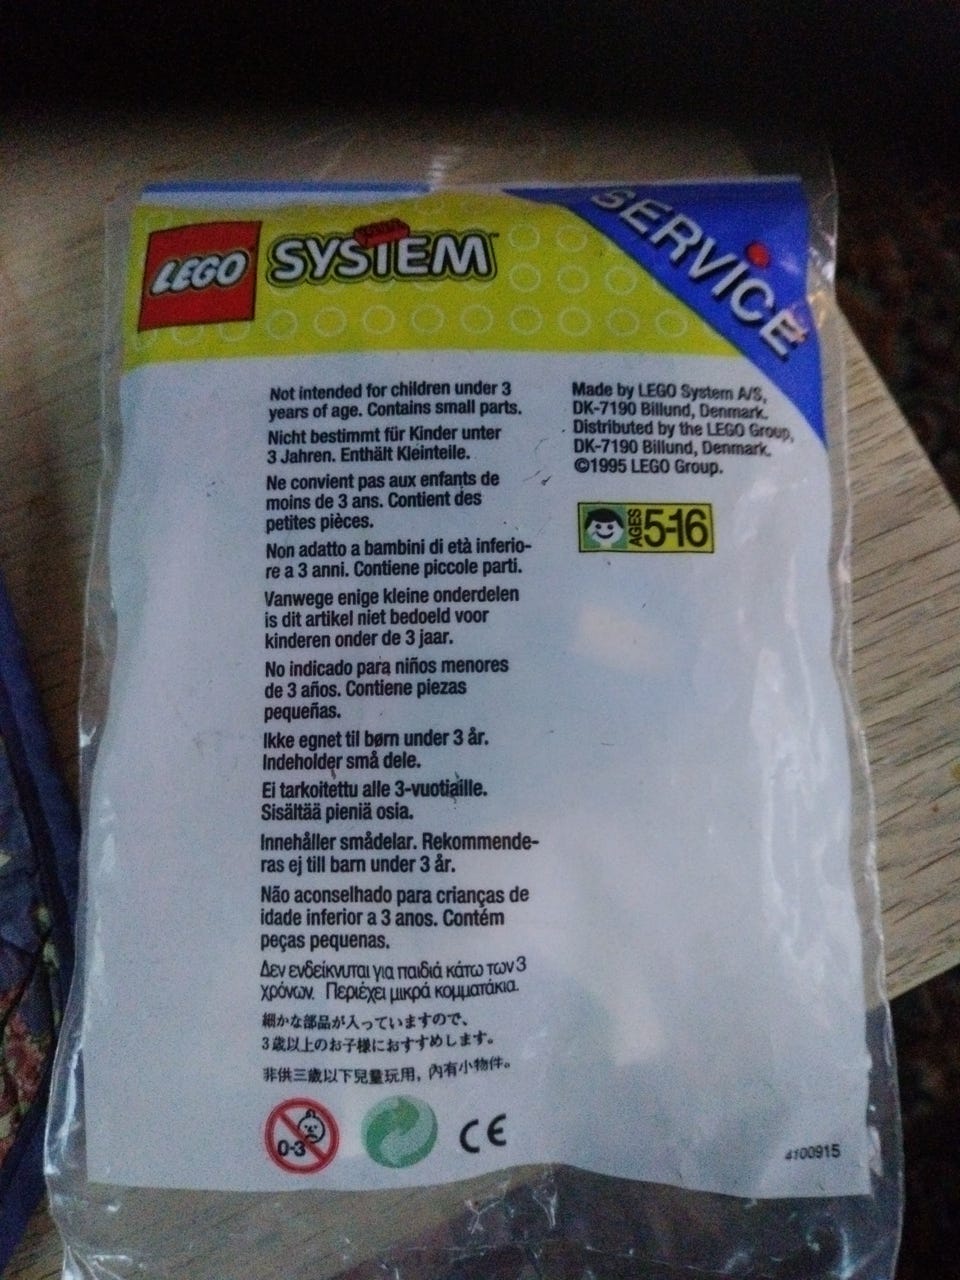 LEGO SYSTEM™
SERVICE
Not intended for children under 3
years of age. Contains small parts.
Nicht bestimmt für Kinder unter
3 Jahren. Enthält Kleinteile.
Ne convient pas aux enfants de
moins de 3 ans. Contient des
petites pièces.
Non adatto a bambini di età inferio-
re a 3 anni. Contiene piccole parti.
Vanwege enige kleine onderdelen
is dit artikel niet bedoeld voor
kinderen onder de 3 jaar.
No indicado para niños menores
de 3 años. Contiene piezas
pequeñas.
Ikke egnet til børn under 3 år.
Indeholder små dele.
Ei tarkoitettu alle 3-vuotiaille.
Sisältää pieniä osia.
Innehåller smådelar. Rekommende-
ras ej till barn under 3 år.
Não aconselhado para crianças de
idade inferior a 3 anos. Contém
peças pequenas.
Δεν ενδείκνυται για παιδιά κάτω των 3
χρόνων. Περιέχει μικρά κομματάκια.
細かな部品が入っていますので、
3歳以上のお子様におすすめします。
非供三歲以下兒童玩用，內有小物件。
0-3
CE
Made by LEGO System A/S,
DK-7190 Billund, Denmark.
Distributed by the LEGO Group,
DK-7190 Billund, Denmark.
©1995 LEGO Group.
AGES 5-16
4100915